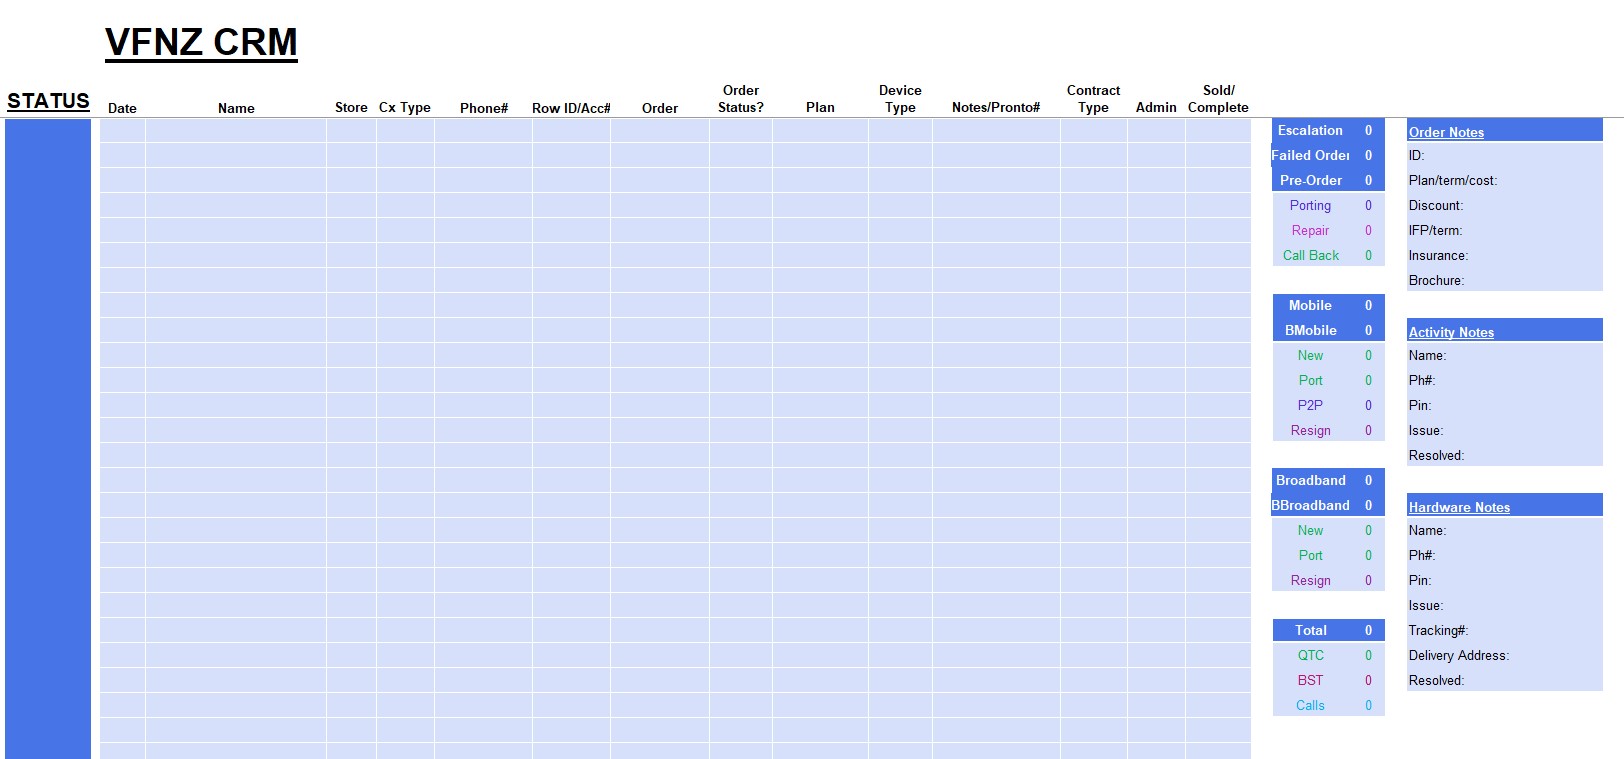 VFNZ CRM
STATUS
Date
Name
Store
Cx Type
Phone#
Row ID/Acc#
Order
Order
Status?
Plan
Device
Type
Notes/Pronto#
Contract
Type
Admin
Sold/
Complete
Escalation 0
Failed Order 0
Pre-Order 0
Porting 0
Repair 0
Call Back 0
Mobile 0
BMobile 0
New 0
Port 0
P2P 0
Resign 0
Broadband 0
BBroadband 0
New 0
Port 0
Resign 0
Total 0
QTC 0
BST 0
Calls 0
Order Notes
ID:
Plan/term/cost:
Discount:
IFP/term:
Insurance:
Brochure:
Activity Notes
Name:
Ph#:
Pin:
Issue:
Resolved:
Hardware Notes
Name:
Ph#:
Pin:
Issue:
Tracking#:
Delivery Address:
Resolved: